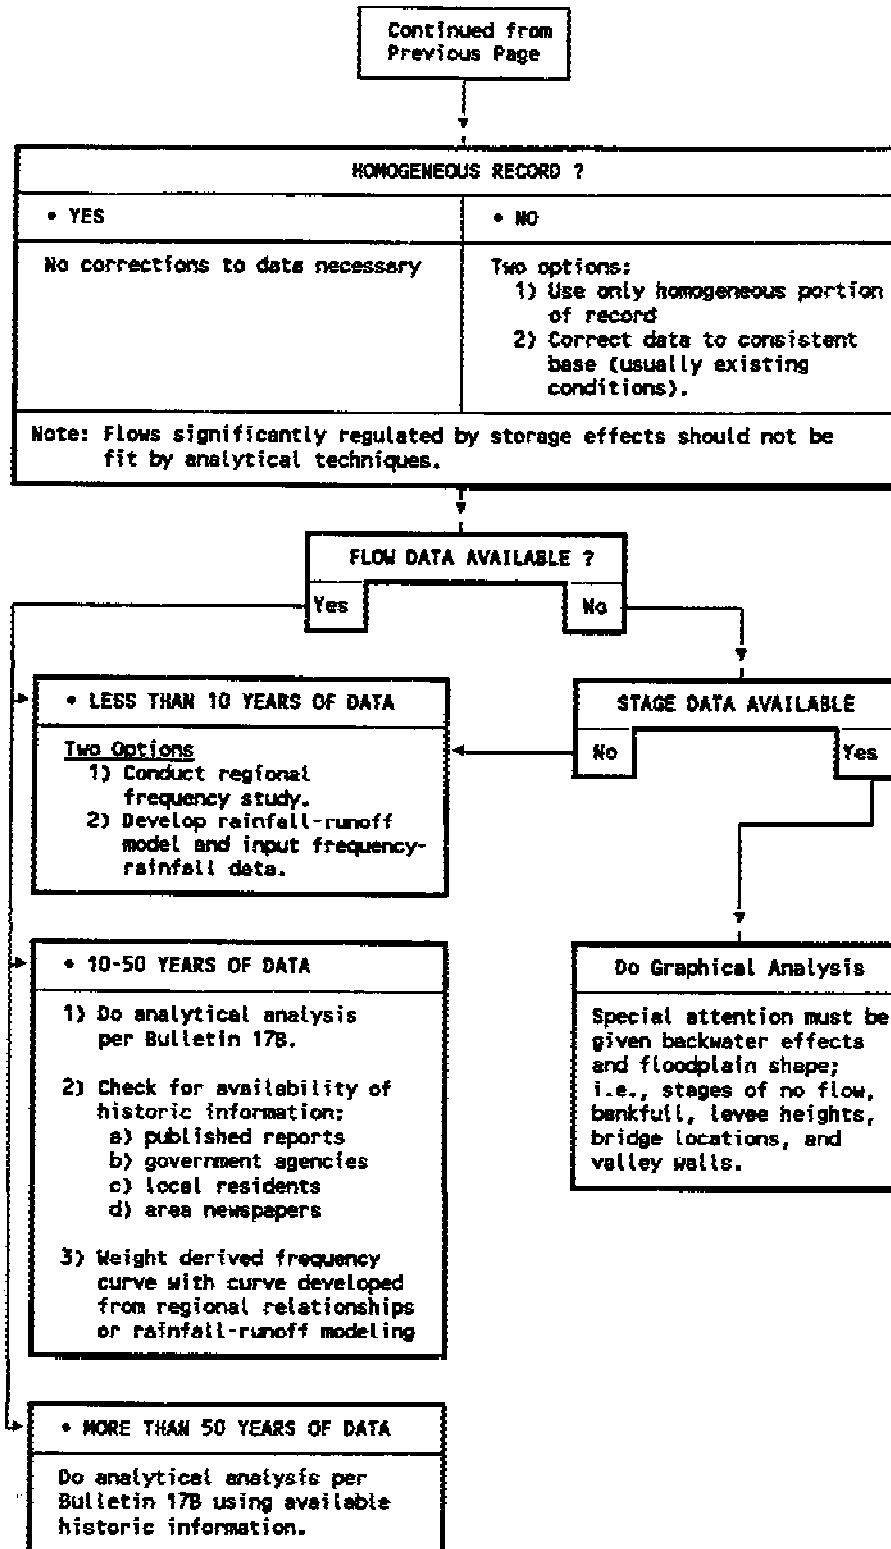 Continued from
Previous Page
HOMOGENEOUS RECORD ?
• YES
• NO
No corrections to data necessary
Two options:
1) Use only homogeneous portion
of record
2) Correct data to consistent
base (usually existing
conditions).
Note: Flows significantly regulated by storage effects should not be
fit by analytical techniques.
FLOW DATA AVAILABLE ?
Yes
No
• LESS THAN 10 YEARS OF DATA
Two Options
1) Conduct regional
frequency study.
2) Develop rainfall-runoff
model and input frequency-
rainfall data.
STAGE DATA AVAILABLE
No
Yes
• 10-50 YEARS OF DATA
1) Do analytical analysis
per Bulletin 17B.
2) Check for availability of
historic information:
a) published reports
b) government agencies
c) local residents
d) area newspapers
3) Weight derived frequency
curve with curve developed
from regional relationships
or rainfall-runoff modeling
Do Graphical Analysis
Special attention must be
given backwater effects
and floodplain shape;
i.e., stages of no flow,
bankfull, levee heights,
bridge locations, and
valley walls.
• MORE THAN 50 YEARS OF DATA
Do analytical analysis per
Bulletin 17B using available
historic information.